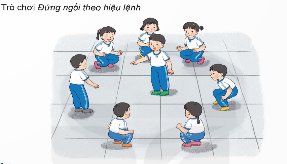 Trò chơi Đứng ngồi theo hiệu lệnh